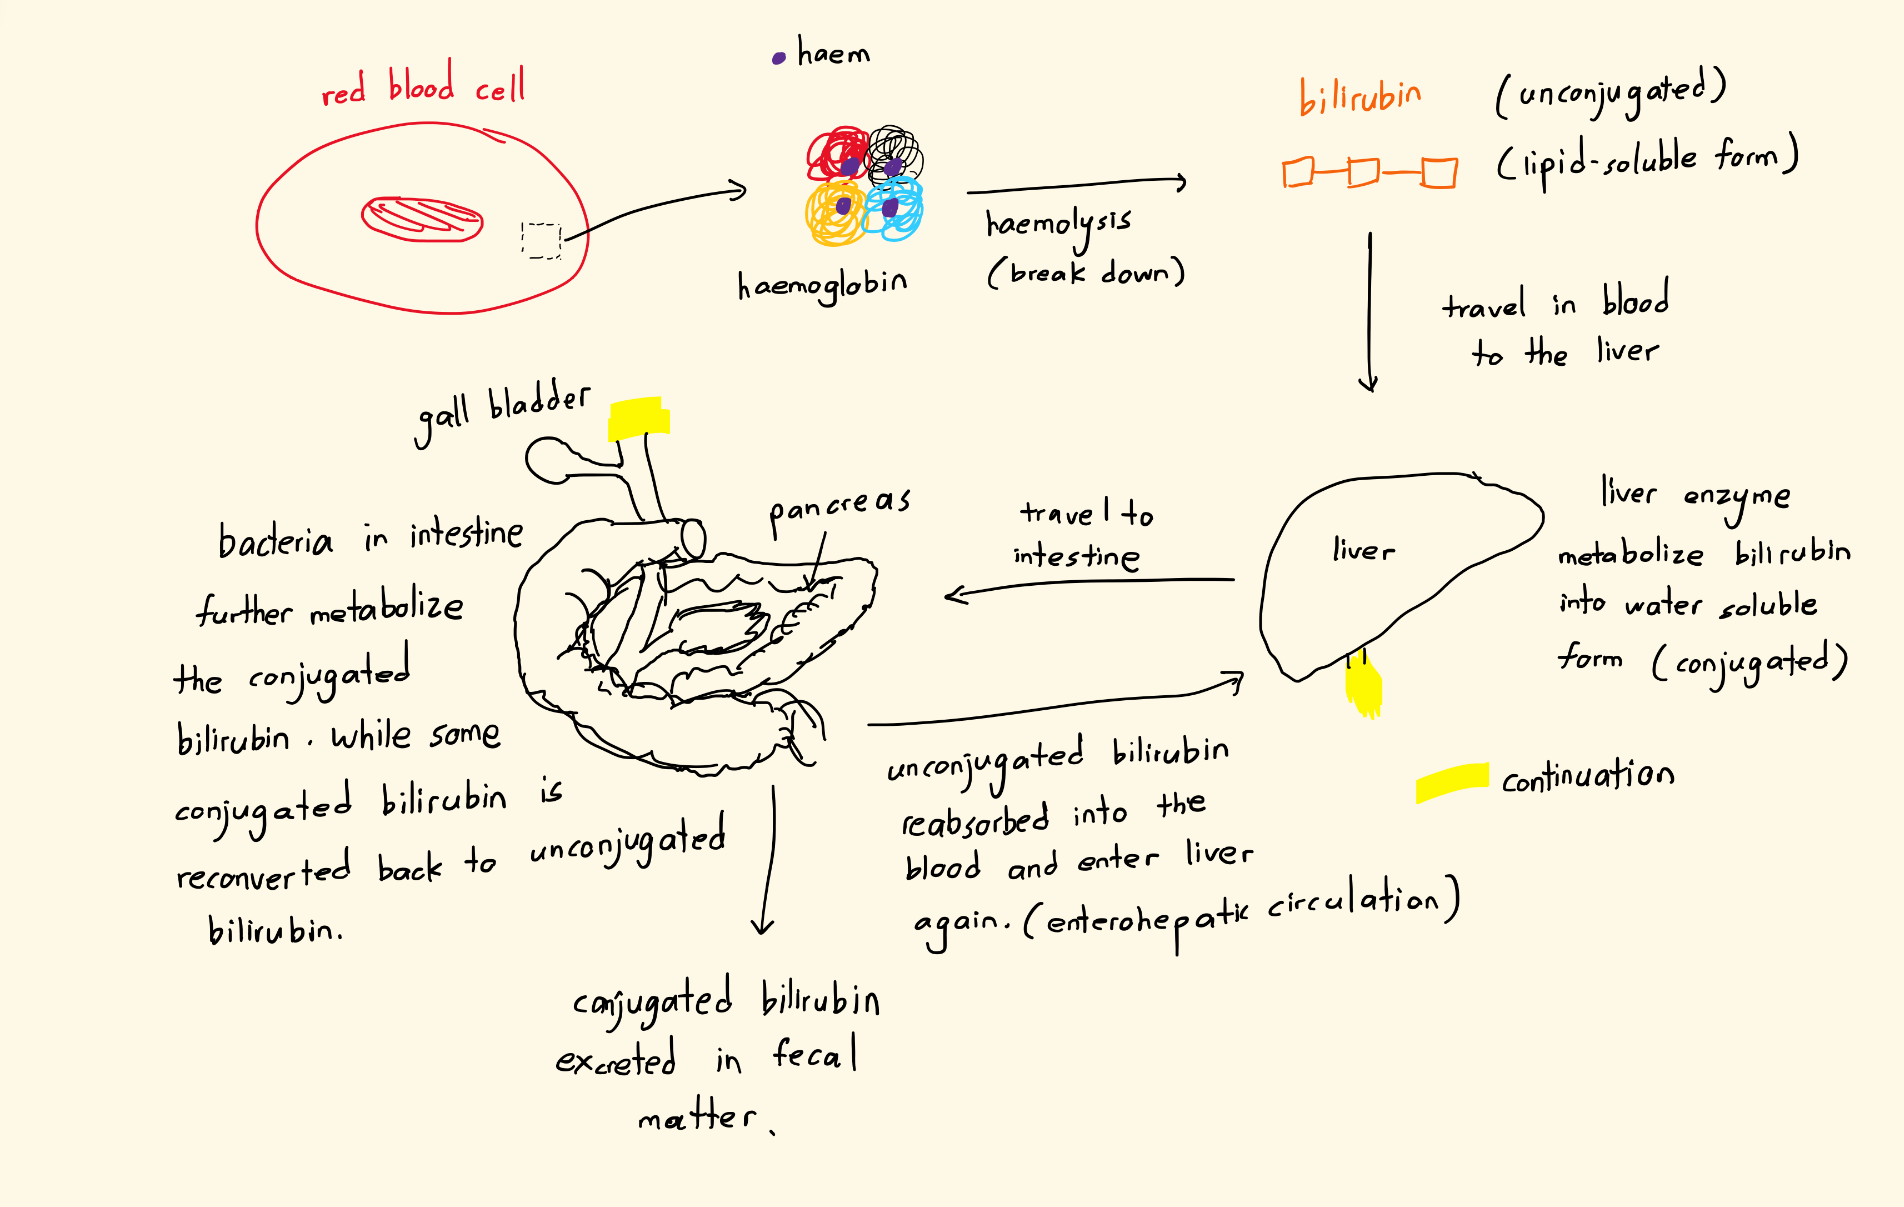 red blood cell
haem
haemoglobin
haemolysis
(break down)
bilirubin (unconjugated)
(lipid-soluble form)
travel in blood
to the liver
liver
liver enzyme
metabolize bilirubin
into water soluble
form (conjugated)
continuation
travel to
intestine
gall bladder
pancreas
bacteria in intestine
further metabolize
the conjugated
bilirubin. while some
conjugated bilirubin is
reconverted back to unconjugated
bilirubin.
unconjugated bilirubin
reabsorbed into the
blood and enter liver
again. (enterohepatic circulation)
conjugated bilirubin
excreted in fecal
matter.